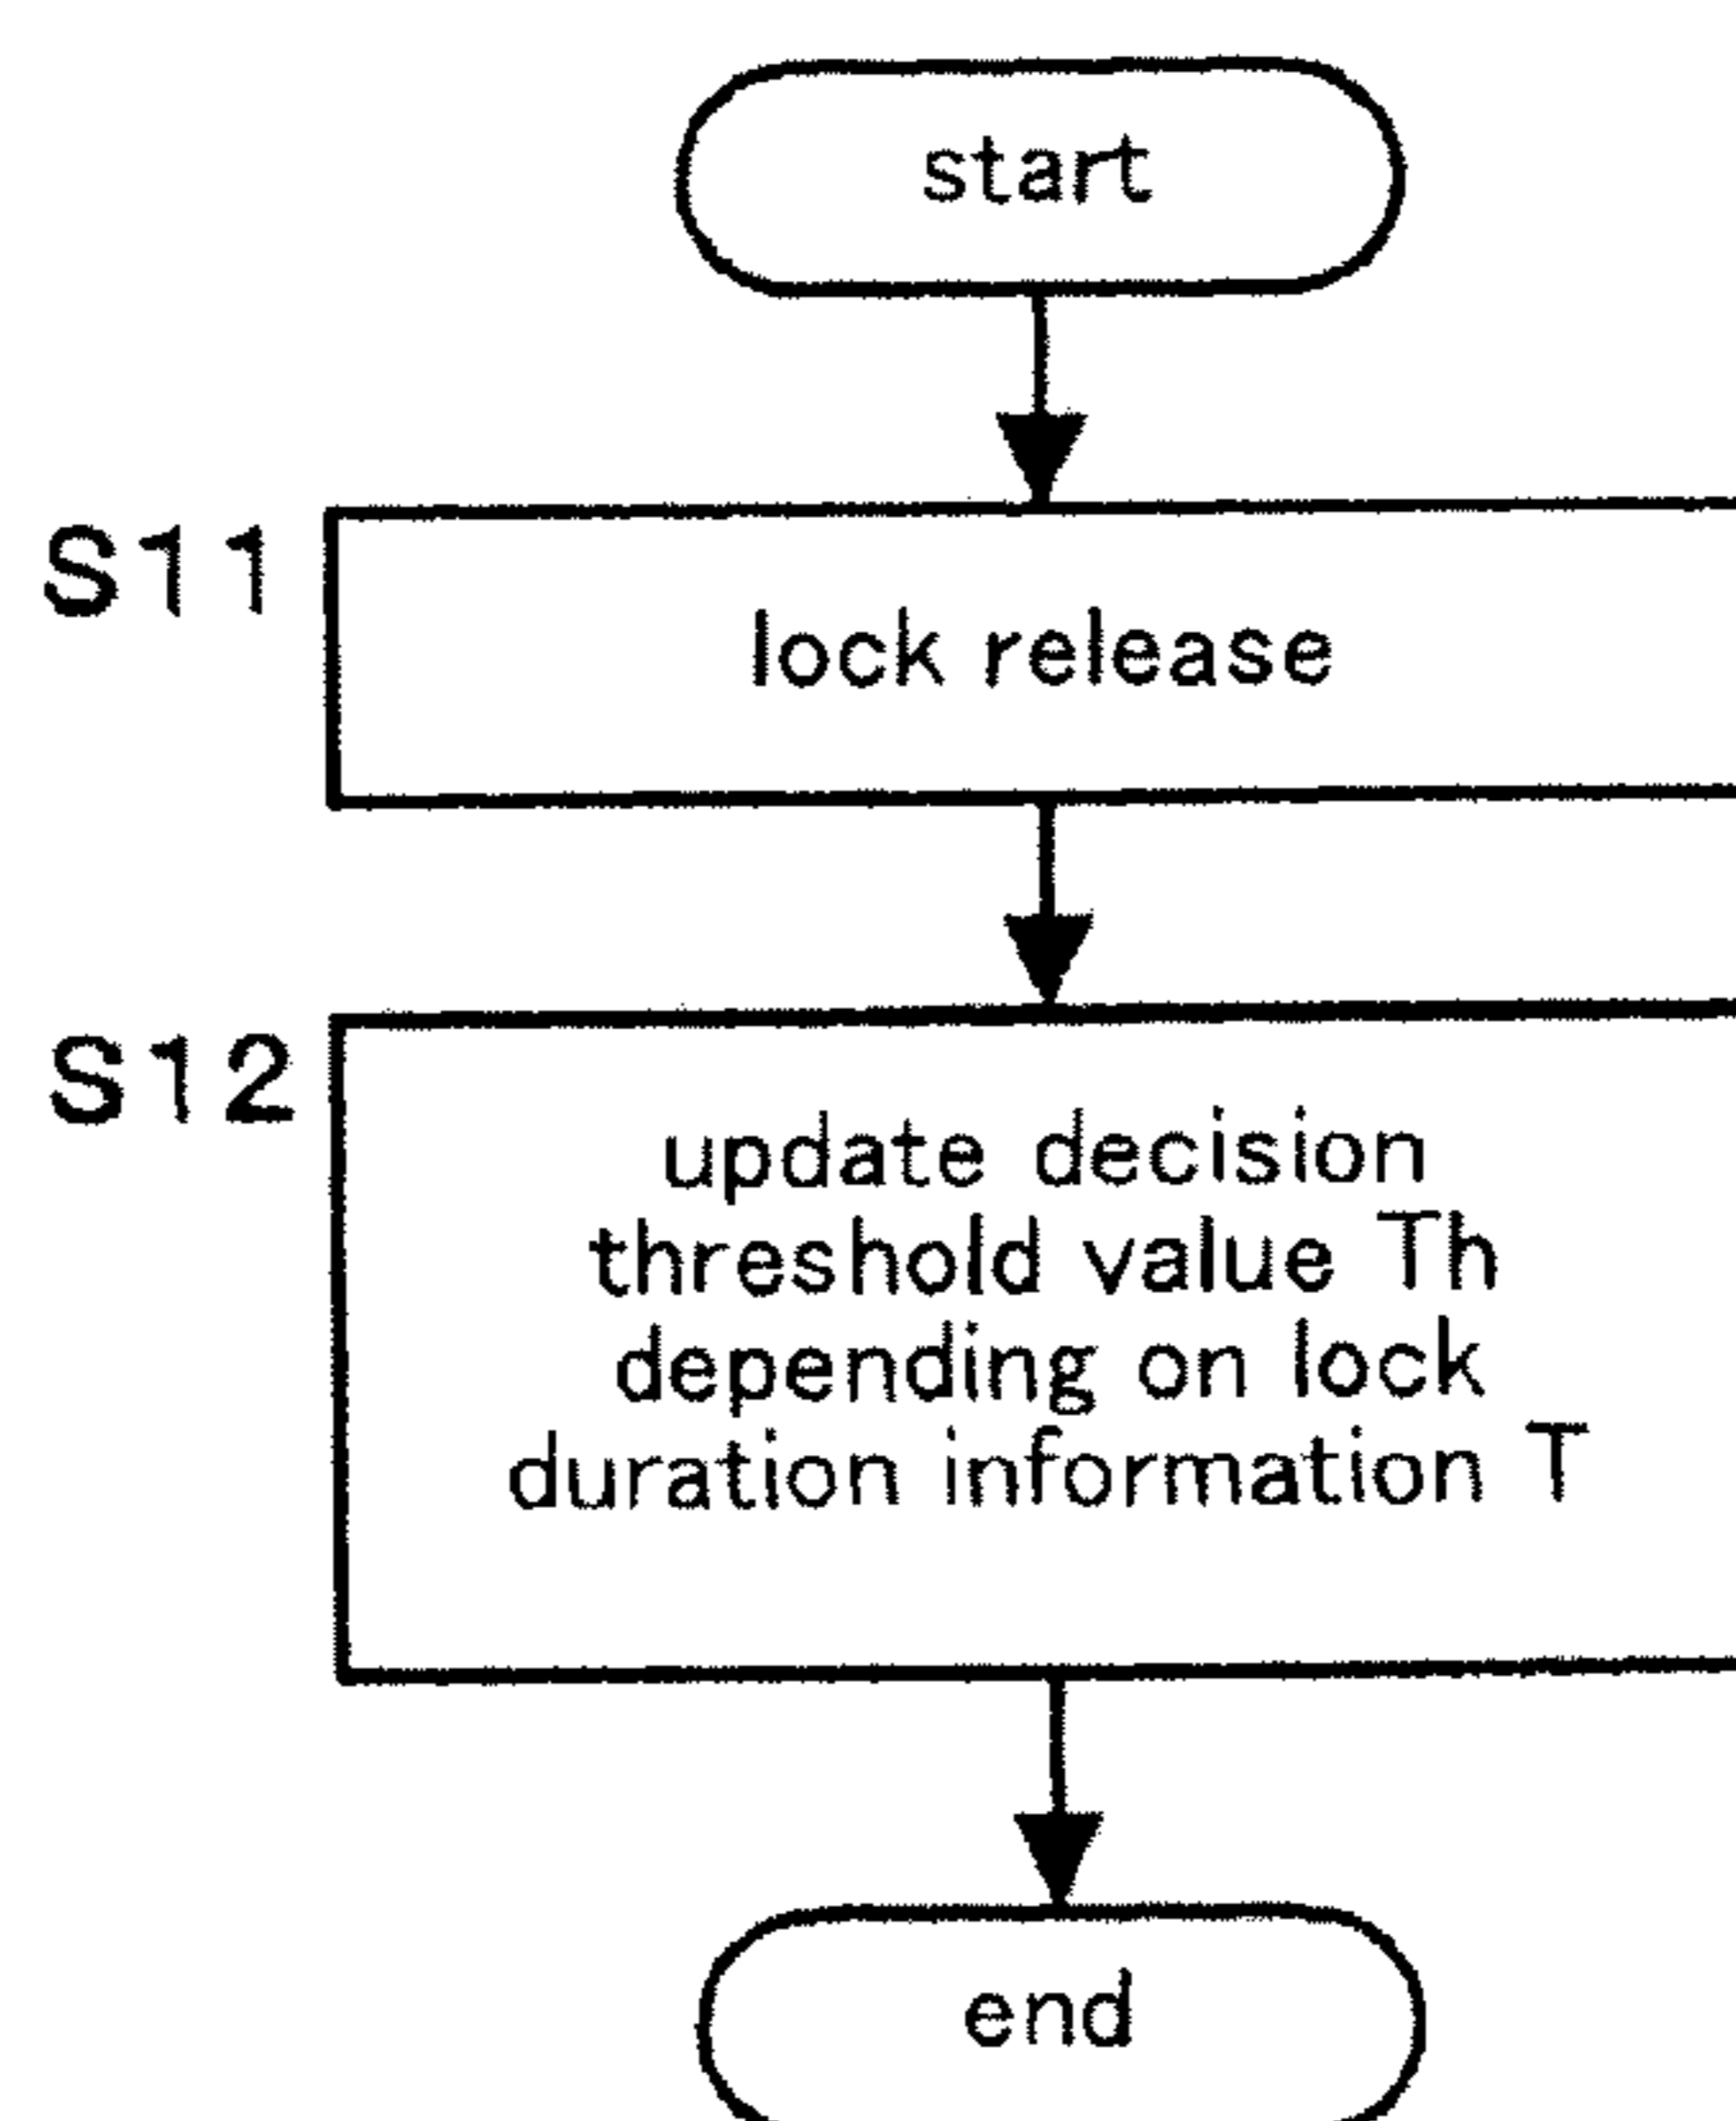 start
S11
lock release
S12
update decision
threshold value Th
depending on lock
duration information T
end